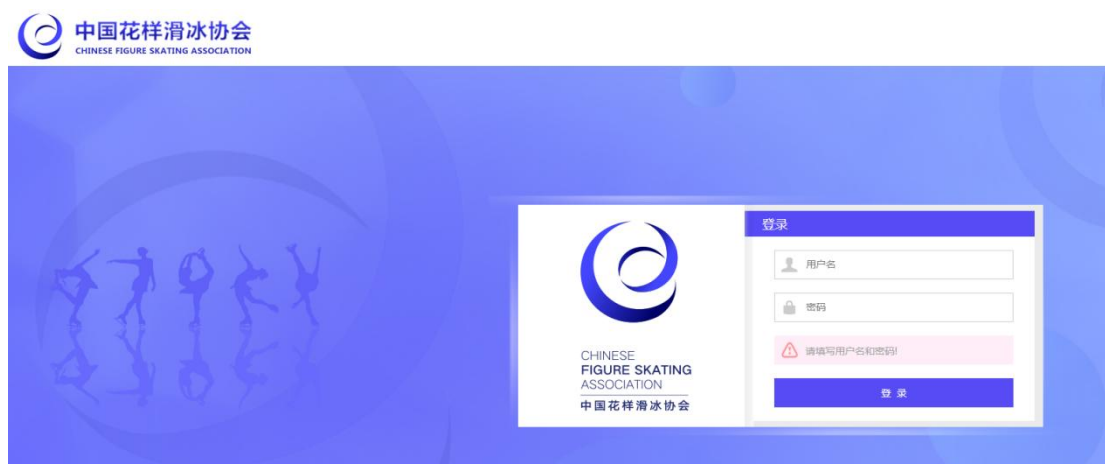 中国花样滑冰协会
CHINESE FIGURE SKATING ASSOCIATION
登录
用户名
密码
请填写用户名和密码!
登 录
CHINESE
FIGURE SKATING
ASSOCIATION
中国花样滑冰协会